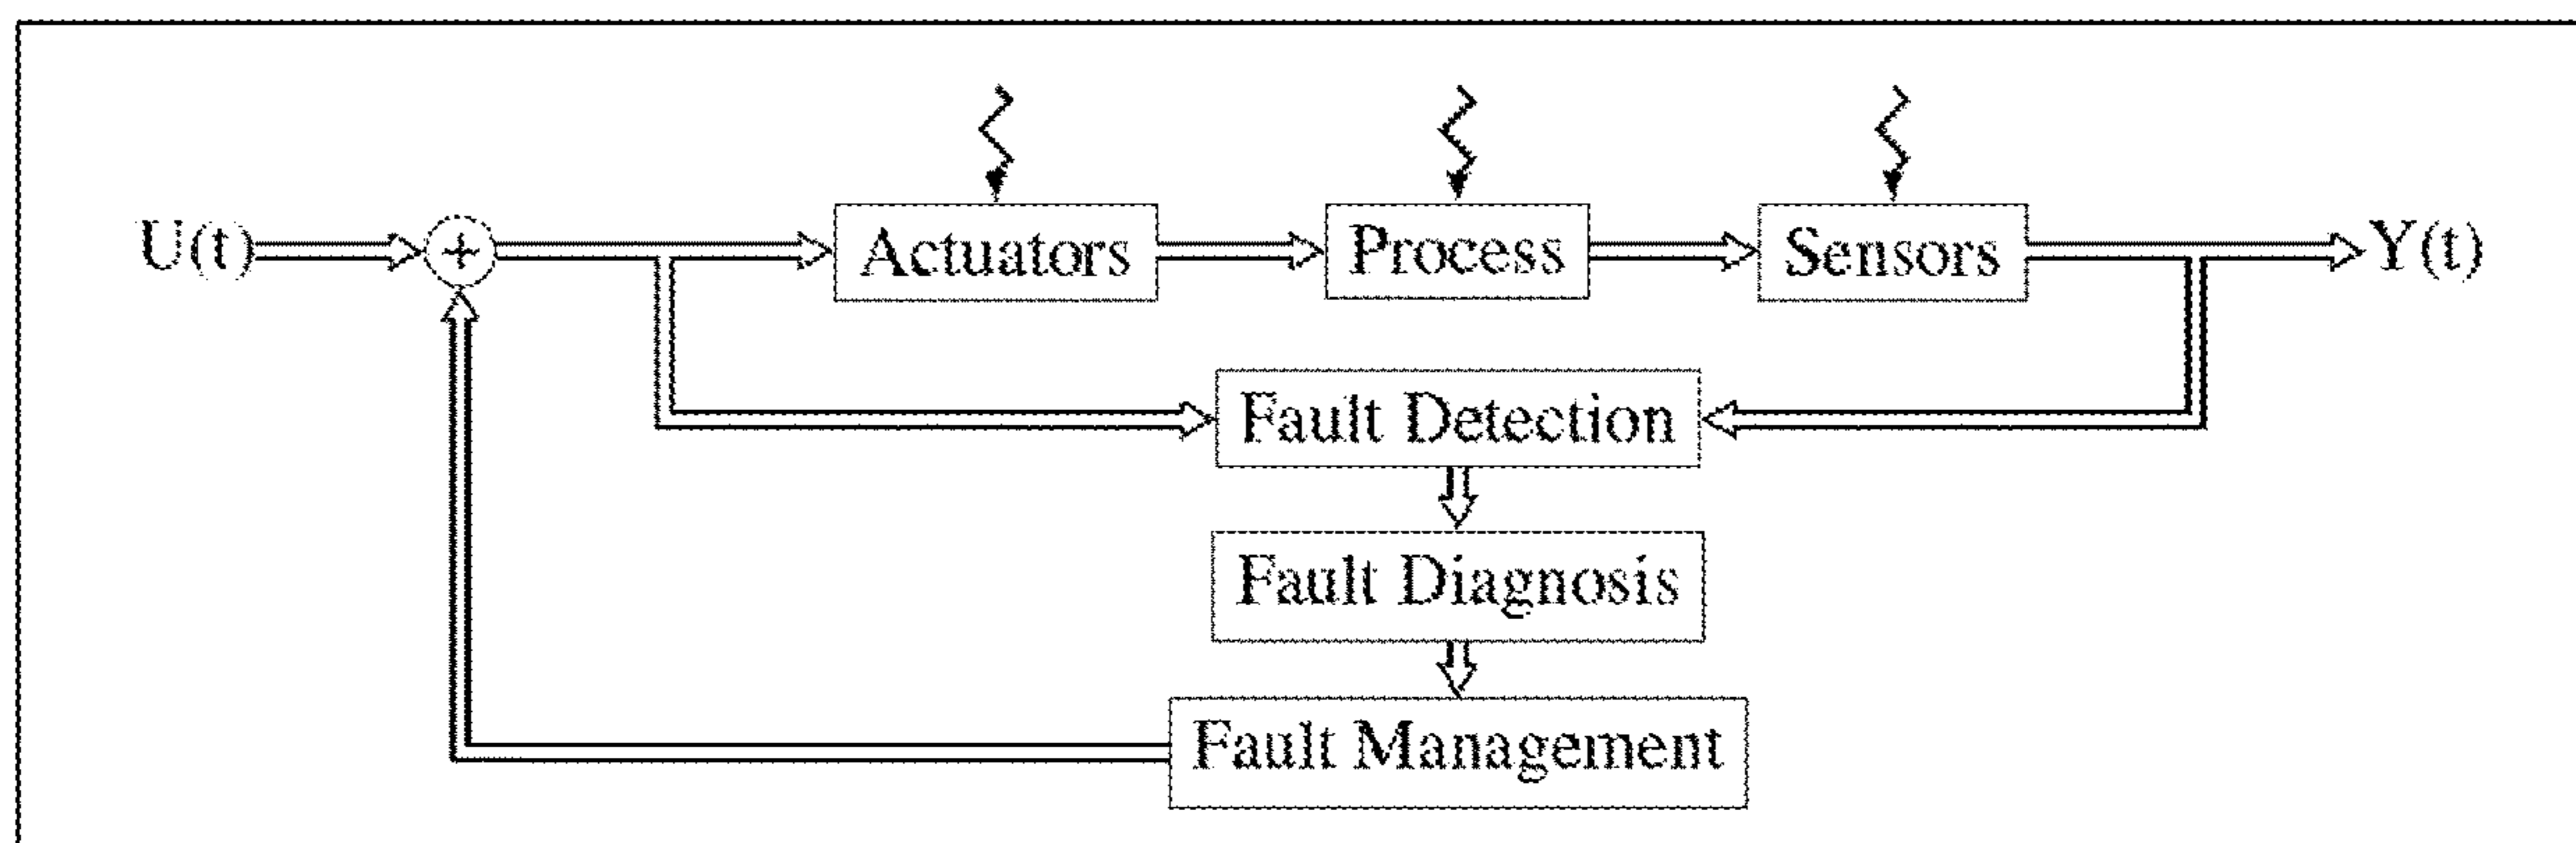 U(t) + Actuators Process Sensors Y(t)
Fault Detection
Fault Diagnosis
Fault Management